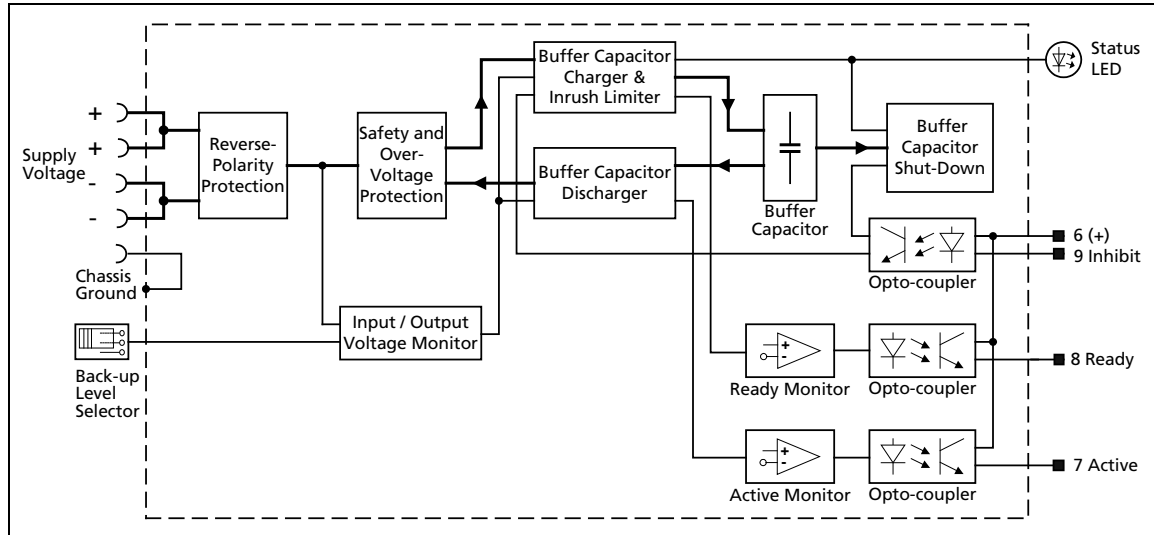 Buffer Capacitor
Charger &
Inrush Limiter
Status
LED
+
+
-
-
Supply
Voltage
Reverse-
Polarity
Protection
Safety and
Over-
Voltage
Protection
Buffer Capacitor
Discharger
Buffer
Capacitor
Buffer
Capacitor
Shut-Down
Chassis
Ground
6 (+)
9 Inhibit
Opto-coupler
Input / Output
Voltage Monitor
Back-up
Level
Selector
+
-
Ready Monitor
Opto-coupler
8 Ready
+
-
Active Monitor
Opto-coupler
7 Active